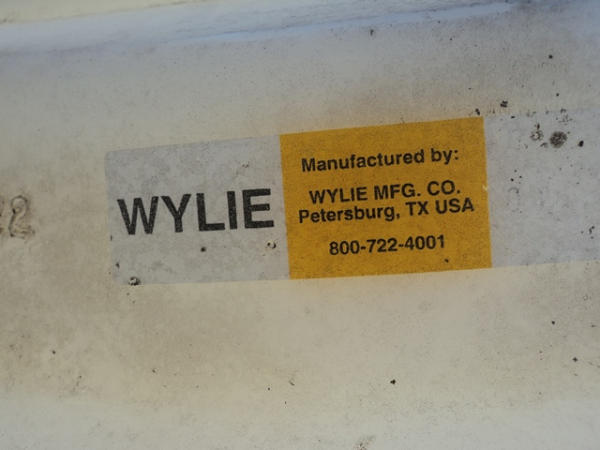 WYLIE
Manufactured by:
WYLIE MFG. CO.
Petersburg, TX USA
800-722-4001